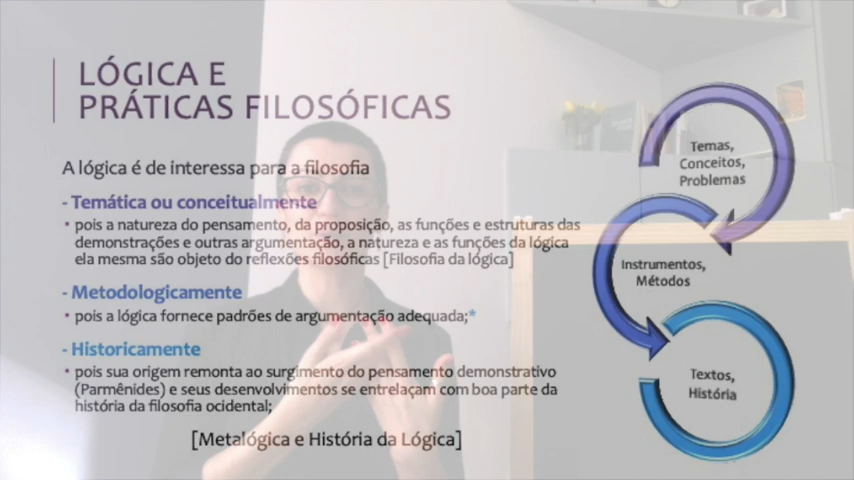 LÓGICA E
PRÁTICAS FILOSÓFICAS
A lógica é de interessa para a filosofia
- Temática ou conceitualmente
• pois a natureza do pensamento, da proposição, as funções e estruturas das
demonstrações e outras argumentação, a natureza e as funções da lógica
ela mesma são objeto do reflexões filosóficas [Filosofia da lógica]
- Metodologicamente
• pois a lógica fornece padrões de argumentação adequada;*
- Historicamente
• pois sua origem remonta ao surgimento do pensamento demonstrativo
(Parmênides) e seus desenvolvimentos se entrelaçam com boa parte da
história da filosofia ocidental;
[Metalógica e História da Lógica]
Temas,
Conceitos,
Problemas
Instrumentos,
Métodos
Textos,
História